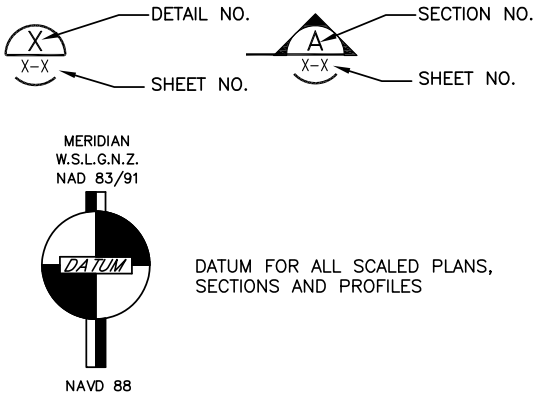 DETAIL NO.
X
X-X
SHEET NO.
SECTION NO.
A
X-X
SHEET NO.
MERIDIAN
W.S.L.G.N.Z.
NAD 83/91
DATUM
DATUM FOR ALL SCALED PLANS,
SECTIONS AND PROFILES
NAVD 88